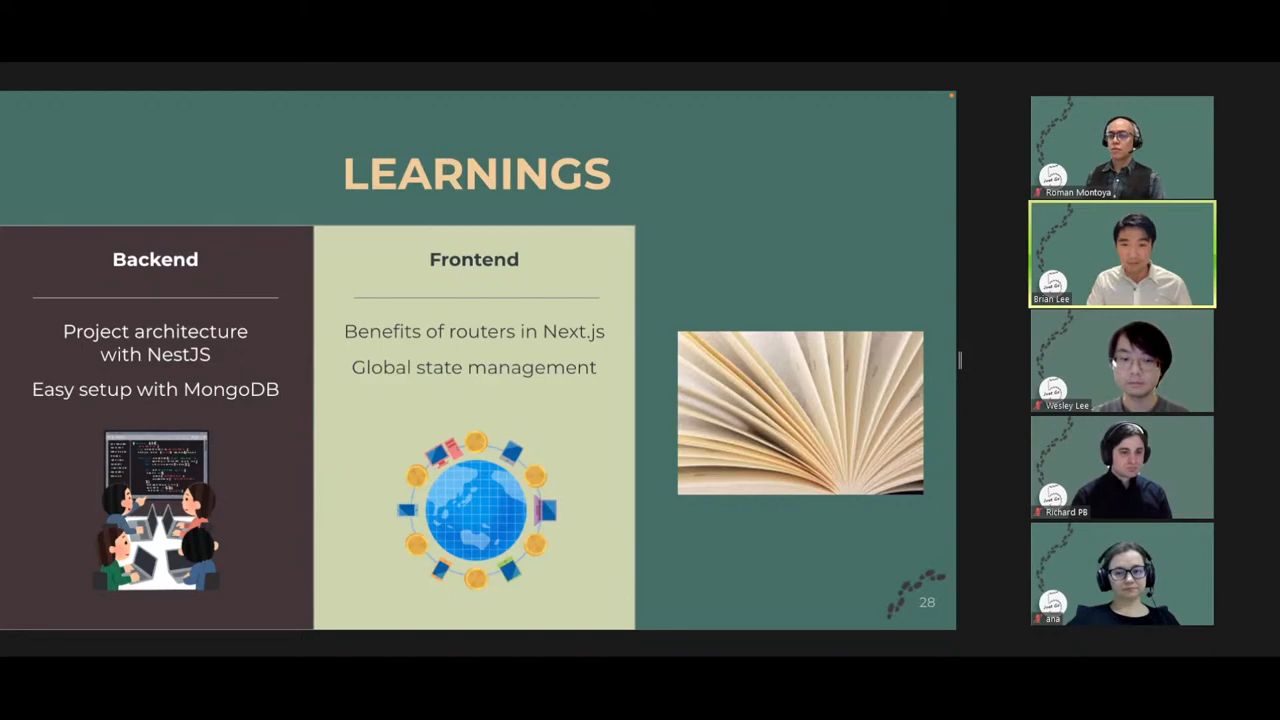 LEARNINGS
Backend
Project architecture
with NestJS
Easy setup with MongoDB
Frontend
Benefits of routers in Next.js
Global state management
28
Roman Montoya
Brian Lee
Wesley Lee
Richard PB
ana